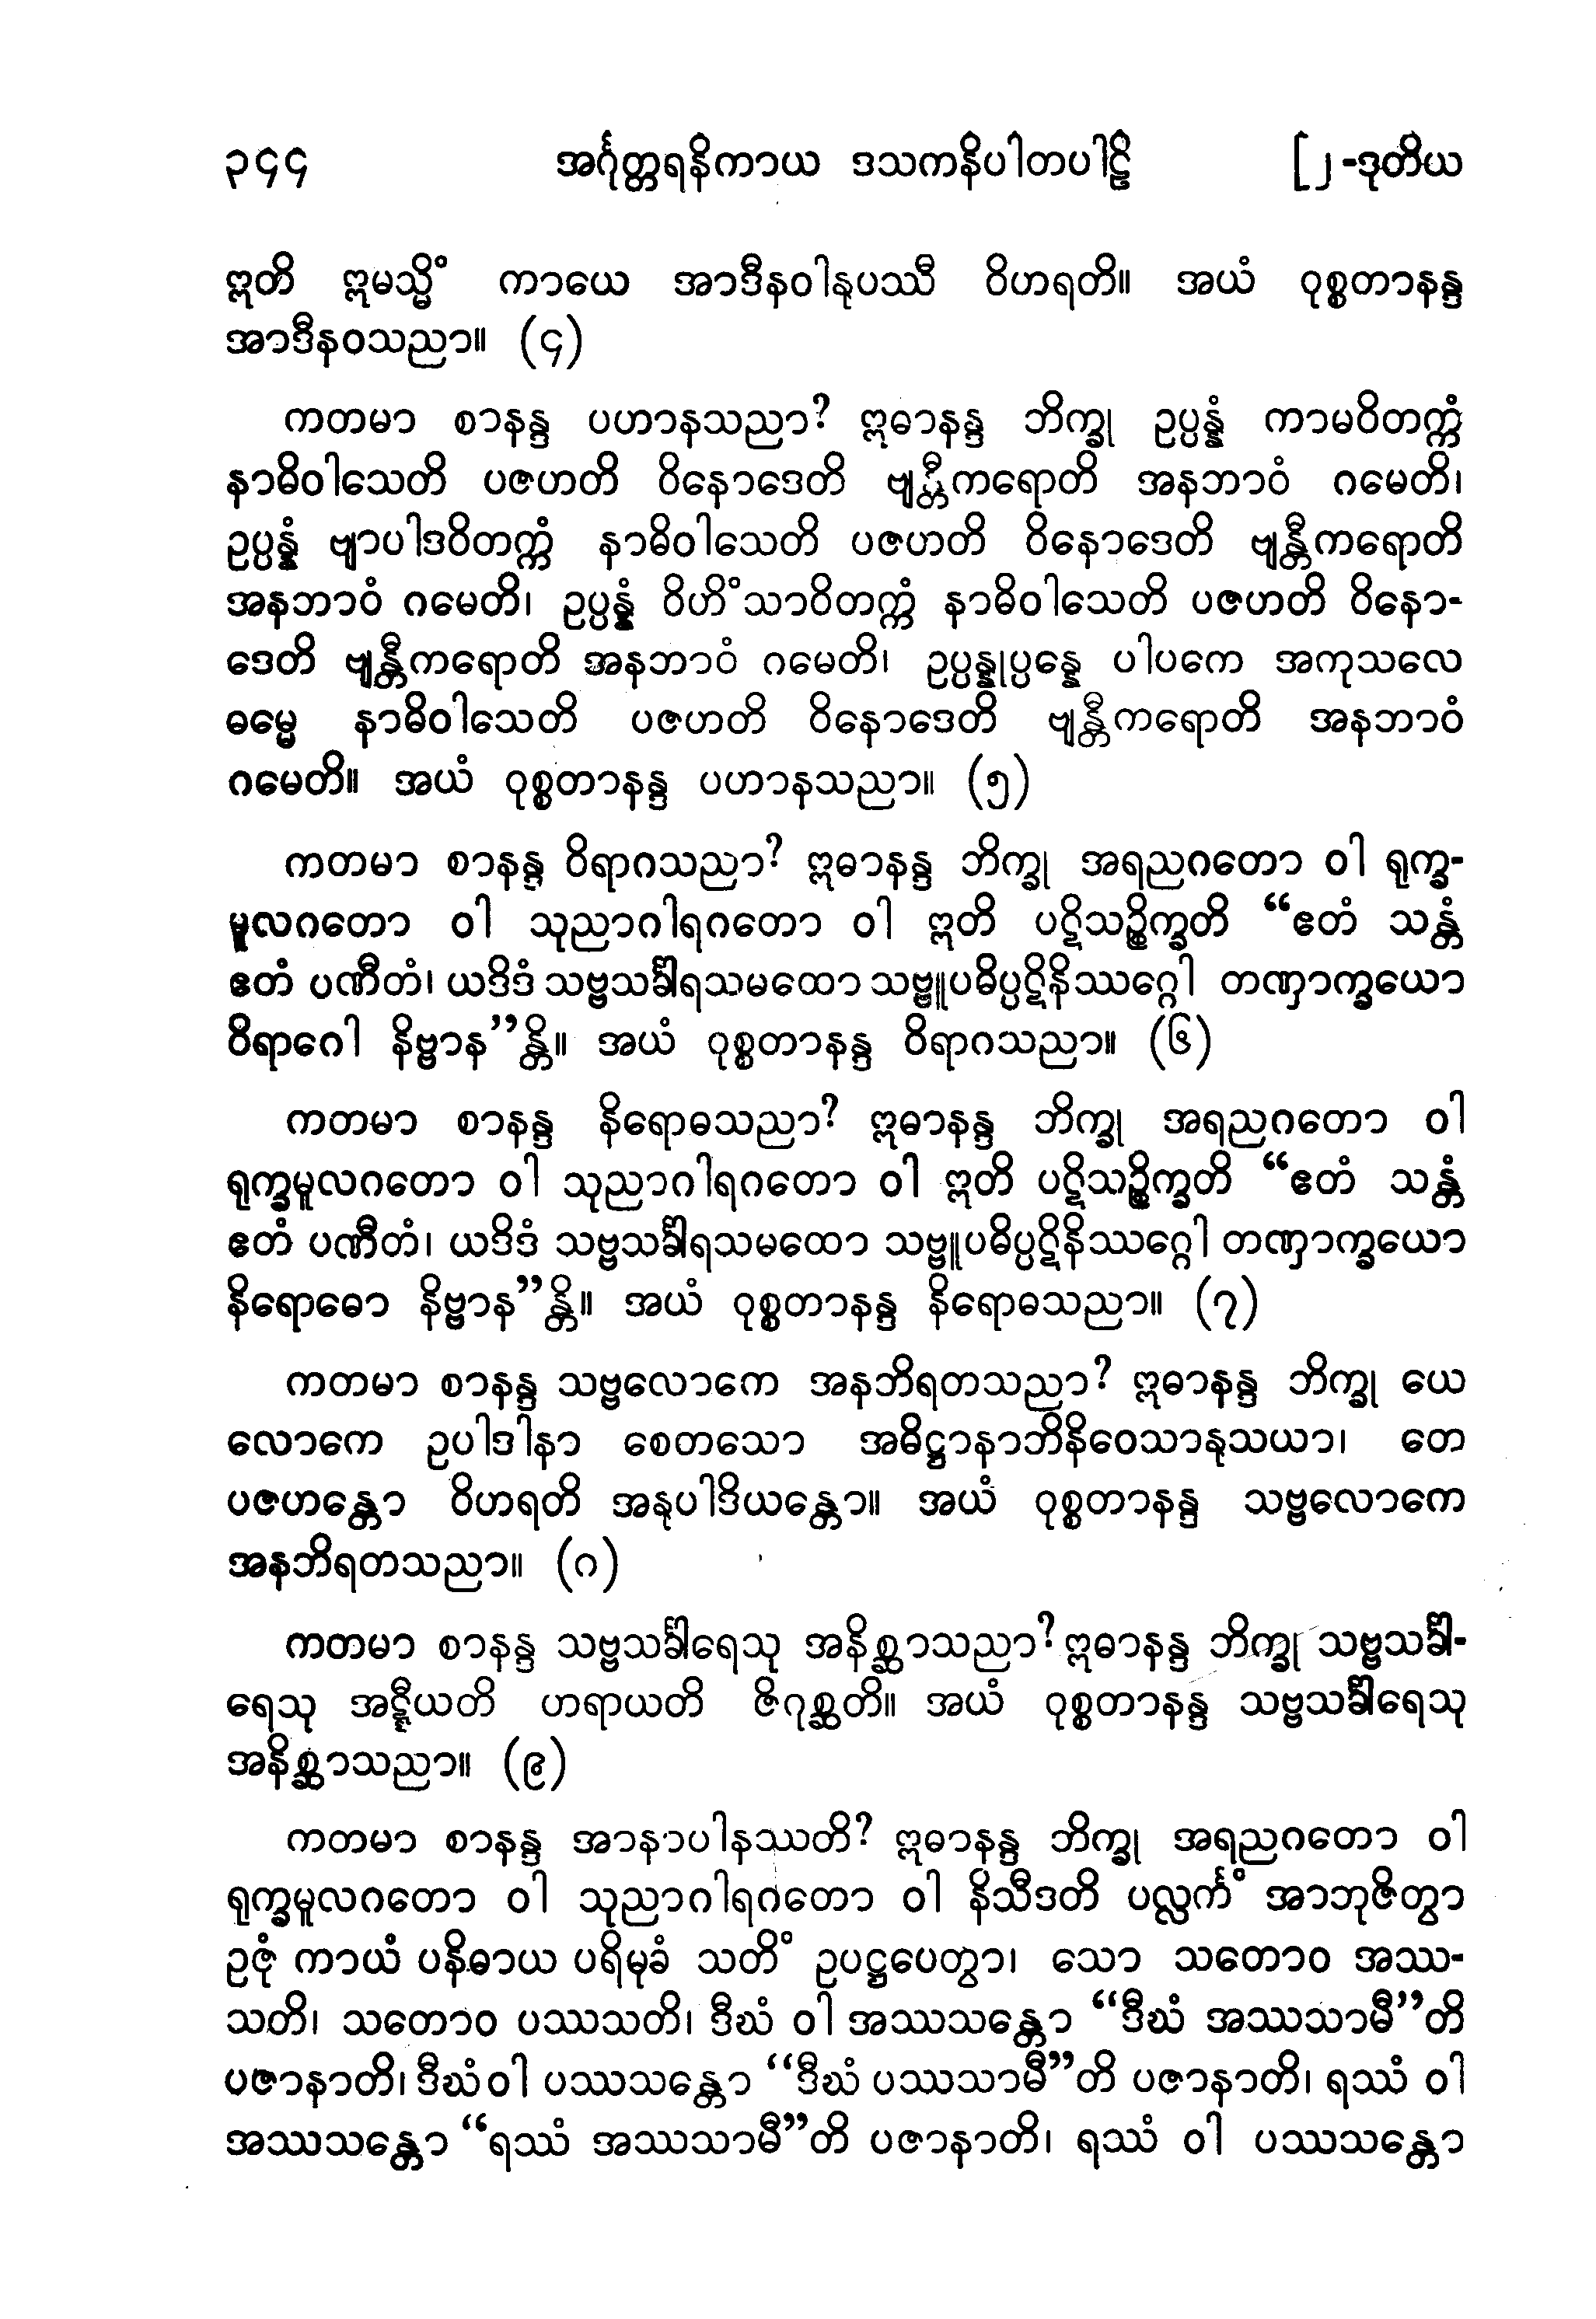 ၃၄၄ အင်္ဂုတ္တရနိကာယ ဒသကနိပါတပါဠိ [၂-ဒုတိယ
ဣတိ ဣမသ္မိံ ကာယေ အာဒီနဝါနုပဿီ ဝိဟရတိ။ အယံ ဝုစ္စတာနန္ဒ
အာဒီနဝသညာ။ (၄)
ကတမာ စာနန္ဒ ပဟာနသညာ? ဣဓာနန္ဒ ဘိက္ခု ဥပ္ပန္နံ ကာမဝိတက္ကံ
နာဓိဝါသေတိ ပဇဟတိ ဝိနောဒေတိ ဗျန္တီကရောတိ အနဘာဝံ ဂမေတိ၊
ဥပ္ပန္နံ ဗျာပါဒဝိတက္ကံ နာဓိဝါသေတိ ပဇဟတိ ဝိနောဒေတိ ဗျန္တီကရောတိ
အနဘာဝံ ဂမေတိ၊ ဥပ္ပန္နံ ဝိဟိံသာဝိတက္ကံ နာဓိဝါသေတိ ပဇဟတိ ဝိနော-
ဒေတိ ဗျန္တီကရောတိ အနဘာဝံ ဂမေတိ၊ ဥပ္ပန္နုပ္ပန္နေ ပါပကေ အကုသလေ
ဓမ္မေ နာဓိဝါသေတိ ပဇဟတိ ဝိနောဒေတိ ဗျန္တီကရောတိ အနဘာဝံ
ဂမေတိ။ အယံ ဝုစ္စတာနန္ဒ ပဟာနသညာ။ (၅)
ကတမာ စာနန္ဒ ဝိရာဂသညာ? ဣဓာနန္ဒ ဘိက္ခု အရညဂတော ဝါ ရုက္ခ-
မူလဂတော ဝါ သုညာဂါရဂတော ဝါ ဣတိ ပဋိသဉ္စိက္ခတိ “ဧတံ သန္တံ
ဧတံ ပဏီတံ၊ ယဒိဒံ သဗ္ဗသင်္ခါရသမထော သဗ္ဗူပဓိပ္ပဋိနိဿဂ္ဂေါ တဏှာက္ခယော
ဝိရာဂေါ နိဗ္ဗာန”န္တိ။ အယံ ဝုစ္စတာနန္ဒ ဝိရာဂသညာ။ (၆)
ကတမာ စာနန္ဒ နိရောဓသညာ? ဣဓာနန္ဒ ဘိက္ခု အရညဂတော ဝါ
ရုက္ခမူလဂတော ဝါ သုညာဂါရဂတော ဝါ ဣတိ ပဋိသဉ္စိက္ခတိ “ဧတံ သန္တံ
ဧတံ ပဏီတံ၊ ယဒိဒံ သဗ္ဗသင်္ခါရသမထော သဗ္ဗူပဓိပ္ပဋိနိဿဂ္ဂေါ တဏှာက္ခယော
နိရောဓော နိဗ္ဗာန”န္တိ။ အယံ ဝုစ္စတာနန္ဒ နိရောဓသညာ။ (၇)
ကတမာ စာနန္ဒ သဗ္ဗလောကေ အနဘိရတသညာ? ဣဓာနန္ဒ ဘိက္ခု ယေ
လောကေ ဥပါဒါနာ စေတသော အဓိဋ္ဌာနာဘိနိဝေသာနုသယာ၊ တေ
ပဇဟန္တော ဝိဟရတိ အနုပါဒိယန္တော။ အယံ ဝုစ္စတာနန္ဒ သဗ္ဗလောကေ
အနဘိရတသညာ။ (၈)
ကတမာ စာနန္ဒ သဗ္ဗသင်္ခါရေသု အနိစ္ဆာသညာ? ဣဓာနန္ဒ ဘိက္ခု သဗ္ဗသင်္ခါ-
ရေသု အဋ္ဋီယတိ ဟရာယတိ ဇိဂုစ္ဆတိ။ အယံ ဝုစ္စတာနန္ဒ သဗ္ဗသင်္ခါရေသု
အနိစ္ဆာသညာ။ (၉)
ကတမာ စာနန္ဒ အာနာပါနဿတိ? ဣဓာနန္ဒ ဘိက္ခု အရညဂတော ဝါ
ရုက္ခမူလဂတော ဝါ သုညာဂါရဂတော ဝါ နိသီဒတိ ပလ္လင်္ကံ အာဘုဇိတွာ
ဥဇုံ ကာယံ ပနိဓာယ ပရိမုခံ သတိံ ဥပဋ္ဌပေတွာ၊ သော သတောဝ အဿ-
သတိ၊ သတောဝ ပဿသတိ၊ ဒီဃံ ဝါ အဿသန္တော “ဒီဃံ အဿသာမီ”တိ
ပဇာနာတိ၊ ဒီဃံ ဝါ ပဿသန္တော “ဒီဃံ ပဿသာမီ”တိ ပဇာနာတိ၊ ရဿံ ဝါ
အဿသန္တော “ရဿံ အဿသာမီ”တိ ပဇာနာတိ၊ ရဿံ ဝါ ပဿသန္တော